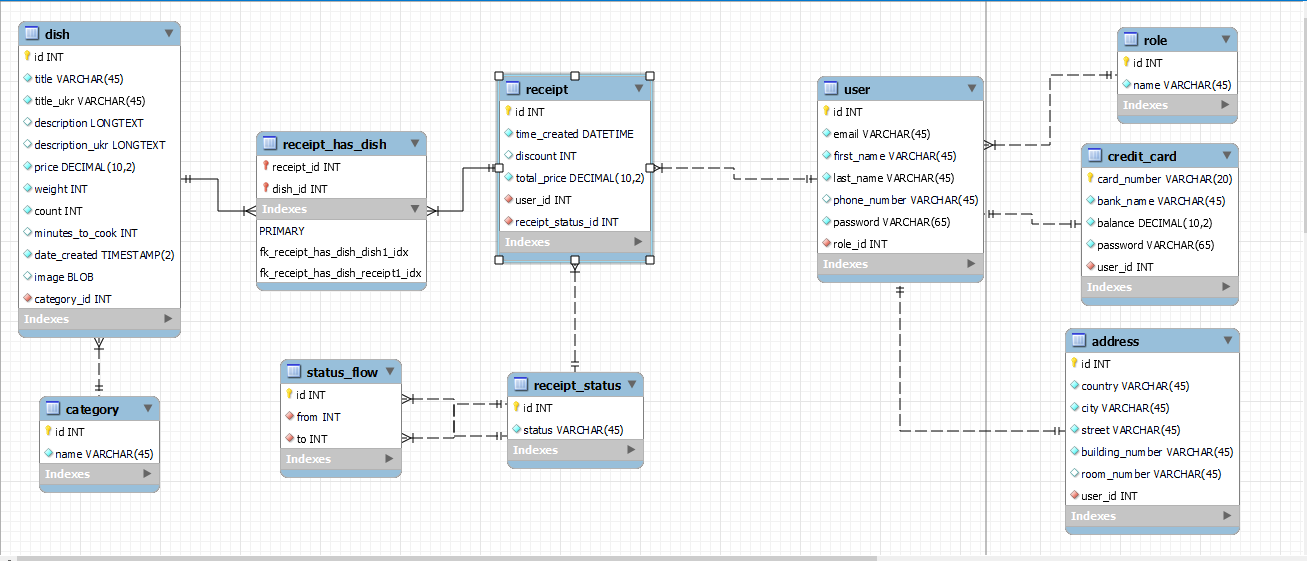 dish
id INT
title VARCHAR(45)
title_ukr VARCHAR(45)
description LONGTEXT
description_ukr LONGTEXT
price DECIMAL(10,2)
weight INT
count INT
minutes_to_cook INT
date_created TIMESTAMP(2)
image BLOB
category_id INT
Indexes
category
id INT
name VARCHAR(45)
Indexes
receipt_has_dish
receipt_id INT
dish_id INT
Indexes
PRIMARY
fk_receipt_has_dish_dish1_idx
fk_receipt_has_dish_receipt1_idx
status_flow
id INT
from INT
to INT
Indexes
receipt
id INT
time_created DATETIME
discount INT
total_price DECIMAL(10,2)
user_id INT
receipt_status_id INT
Indexes
receipt_status
id INT
status VARCHAR(45)
Indexes
user
id INT
email VARCHAR(45)
first_name VARCHAR(45)
last_name VARCHAR(45)
phone_number VARCHAR(45)
password VARCHAR(65)
role_id INT
Indexes
role
id INT
name VARCHAR(45)
Indexes
credit_card
card_number VARCHAR(20)
bank_name VARCHAR(45)
balance DECIMAL(10,2)
password VARCHAR(65)
user_id INT
Indexes
address
id INT
country VARCHAR(45)
city VARCHAR(45)
street VARCHAR(45)
building_number VARCHAR(45)
room_number VARCHAR(45)
user_id INT
Indexes